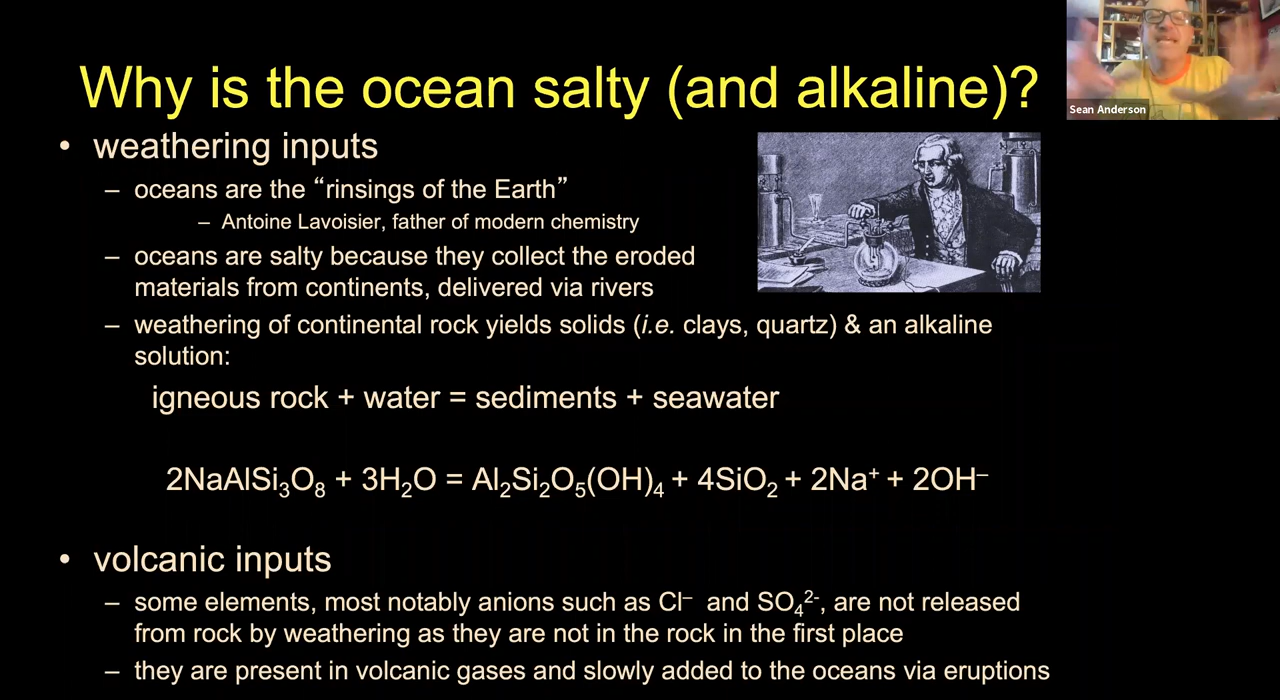 Why is the ocean salty (and alkaline)?
Sean Anderson
• weathering inputs
– oceans are the “rinsings of the Earth”
– Antoine Lavoisier, father of modern chemistry
– oceans are salty because they collect the eroded
materials from continents, delivered via rivers
– weathering of continental rock yields solids (i.e. clays, quartz) & an alkaline
solution:
igneous rock + water = sediments + seawater
2NaAlSi₃O₈ + 3H₂O = Al₂Si₂O₅(OH)₄ + 4SiO₂ + 2Na⁺ + 2OH⁻
• volcanic inputs
– some elements, most notably anions such as Cl⁻ and SO₄²⁻, are not released
from rock by weathering as they are not in the rock in the first place
– they are present in volcanic gases and slowly added to the oceans via eruptions